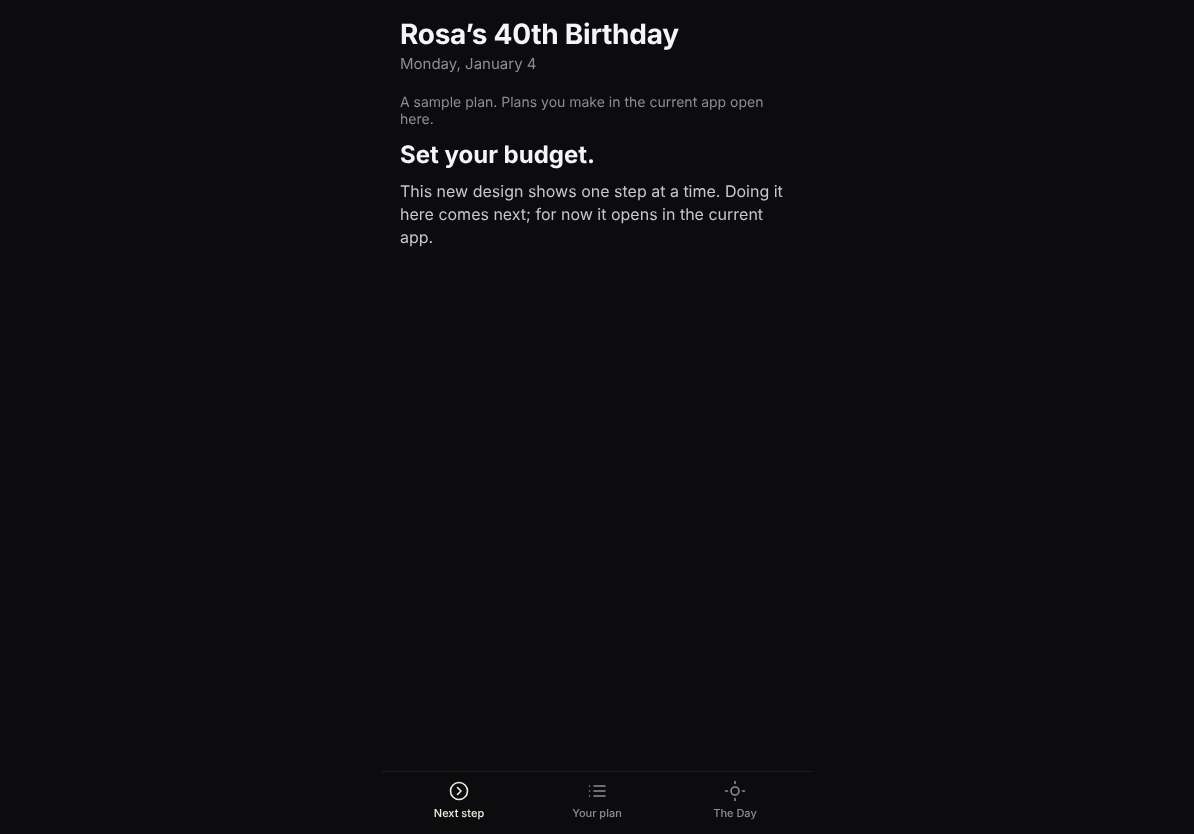 Rosa’s 40th Birthday
Monday, January 4
A sample plan. Plans you make in the current app open
here.
Set your budget.
This new design shows one step at a time. Doing it
here comes next; for now it opens in the current
app.
Next step
Your plan
The Day